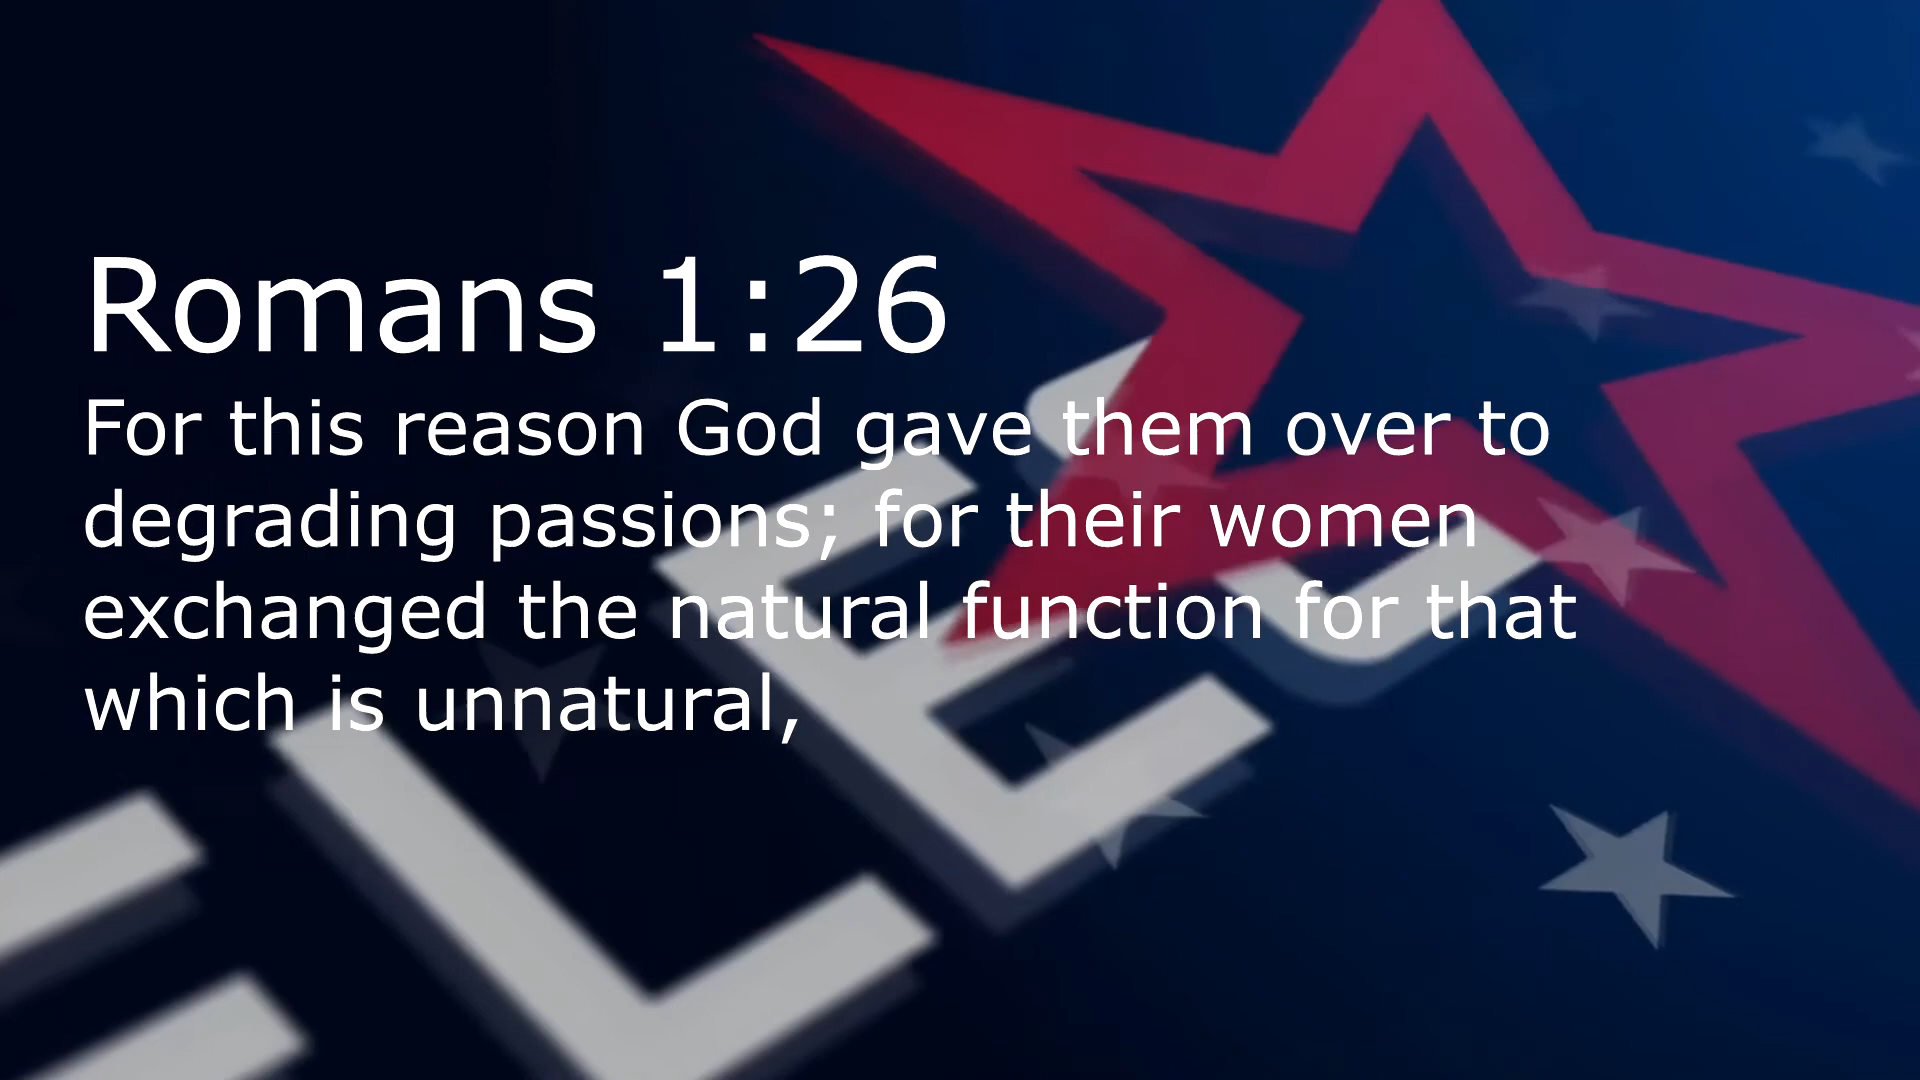 Romans 1:26
For this reason God gave them over to
degrading passions; for their women
exchanged the natural function for that
which is unnatural,
ELEC